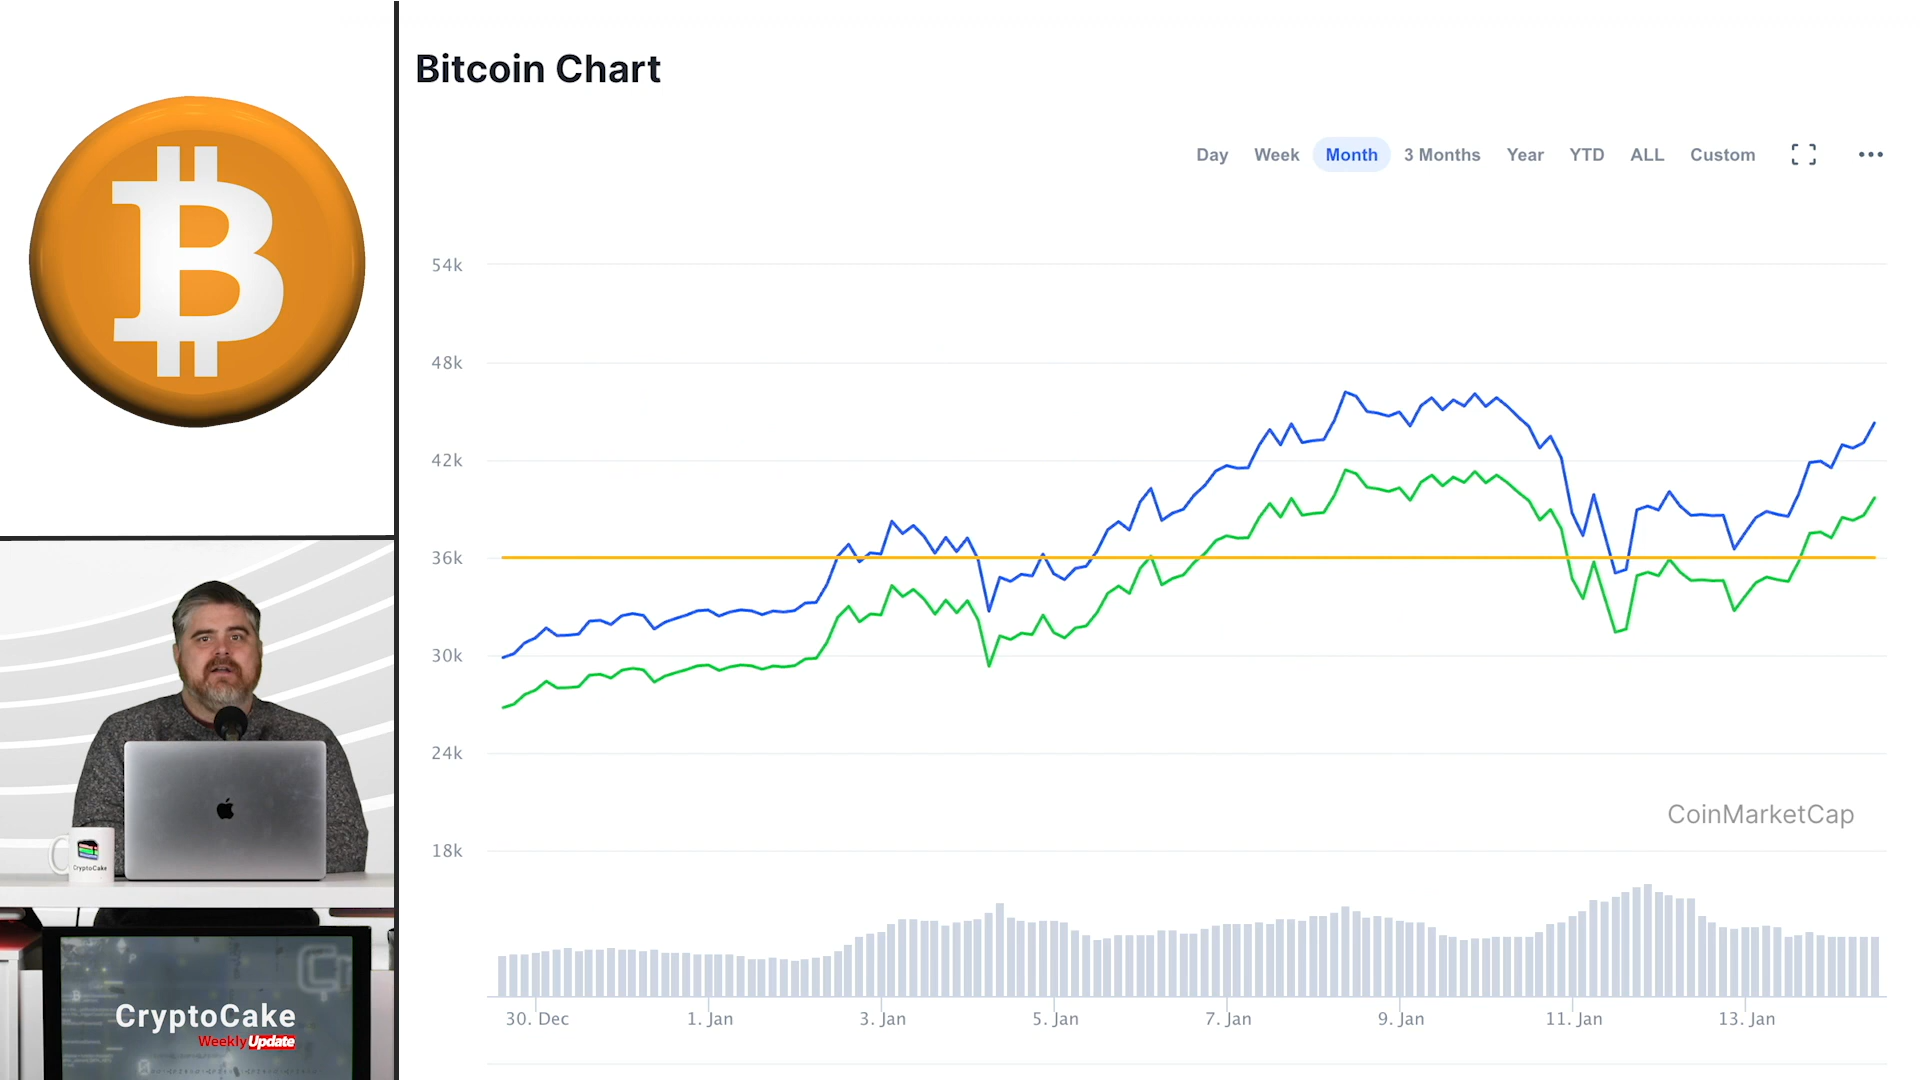 Bitcoin Chart
Day Week Month 3 Months Year YTD ALL Custom
54k
48k
42k
36k
30k
24k
18k
CoinMarketCap
30. Dec 1. Jan 3. Jan 5. Jan 7. Jan 9. Jan 11. Jan 13. Jan
CryptoCake
CryptoCake
Weekly Update